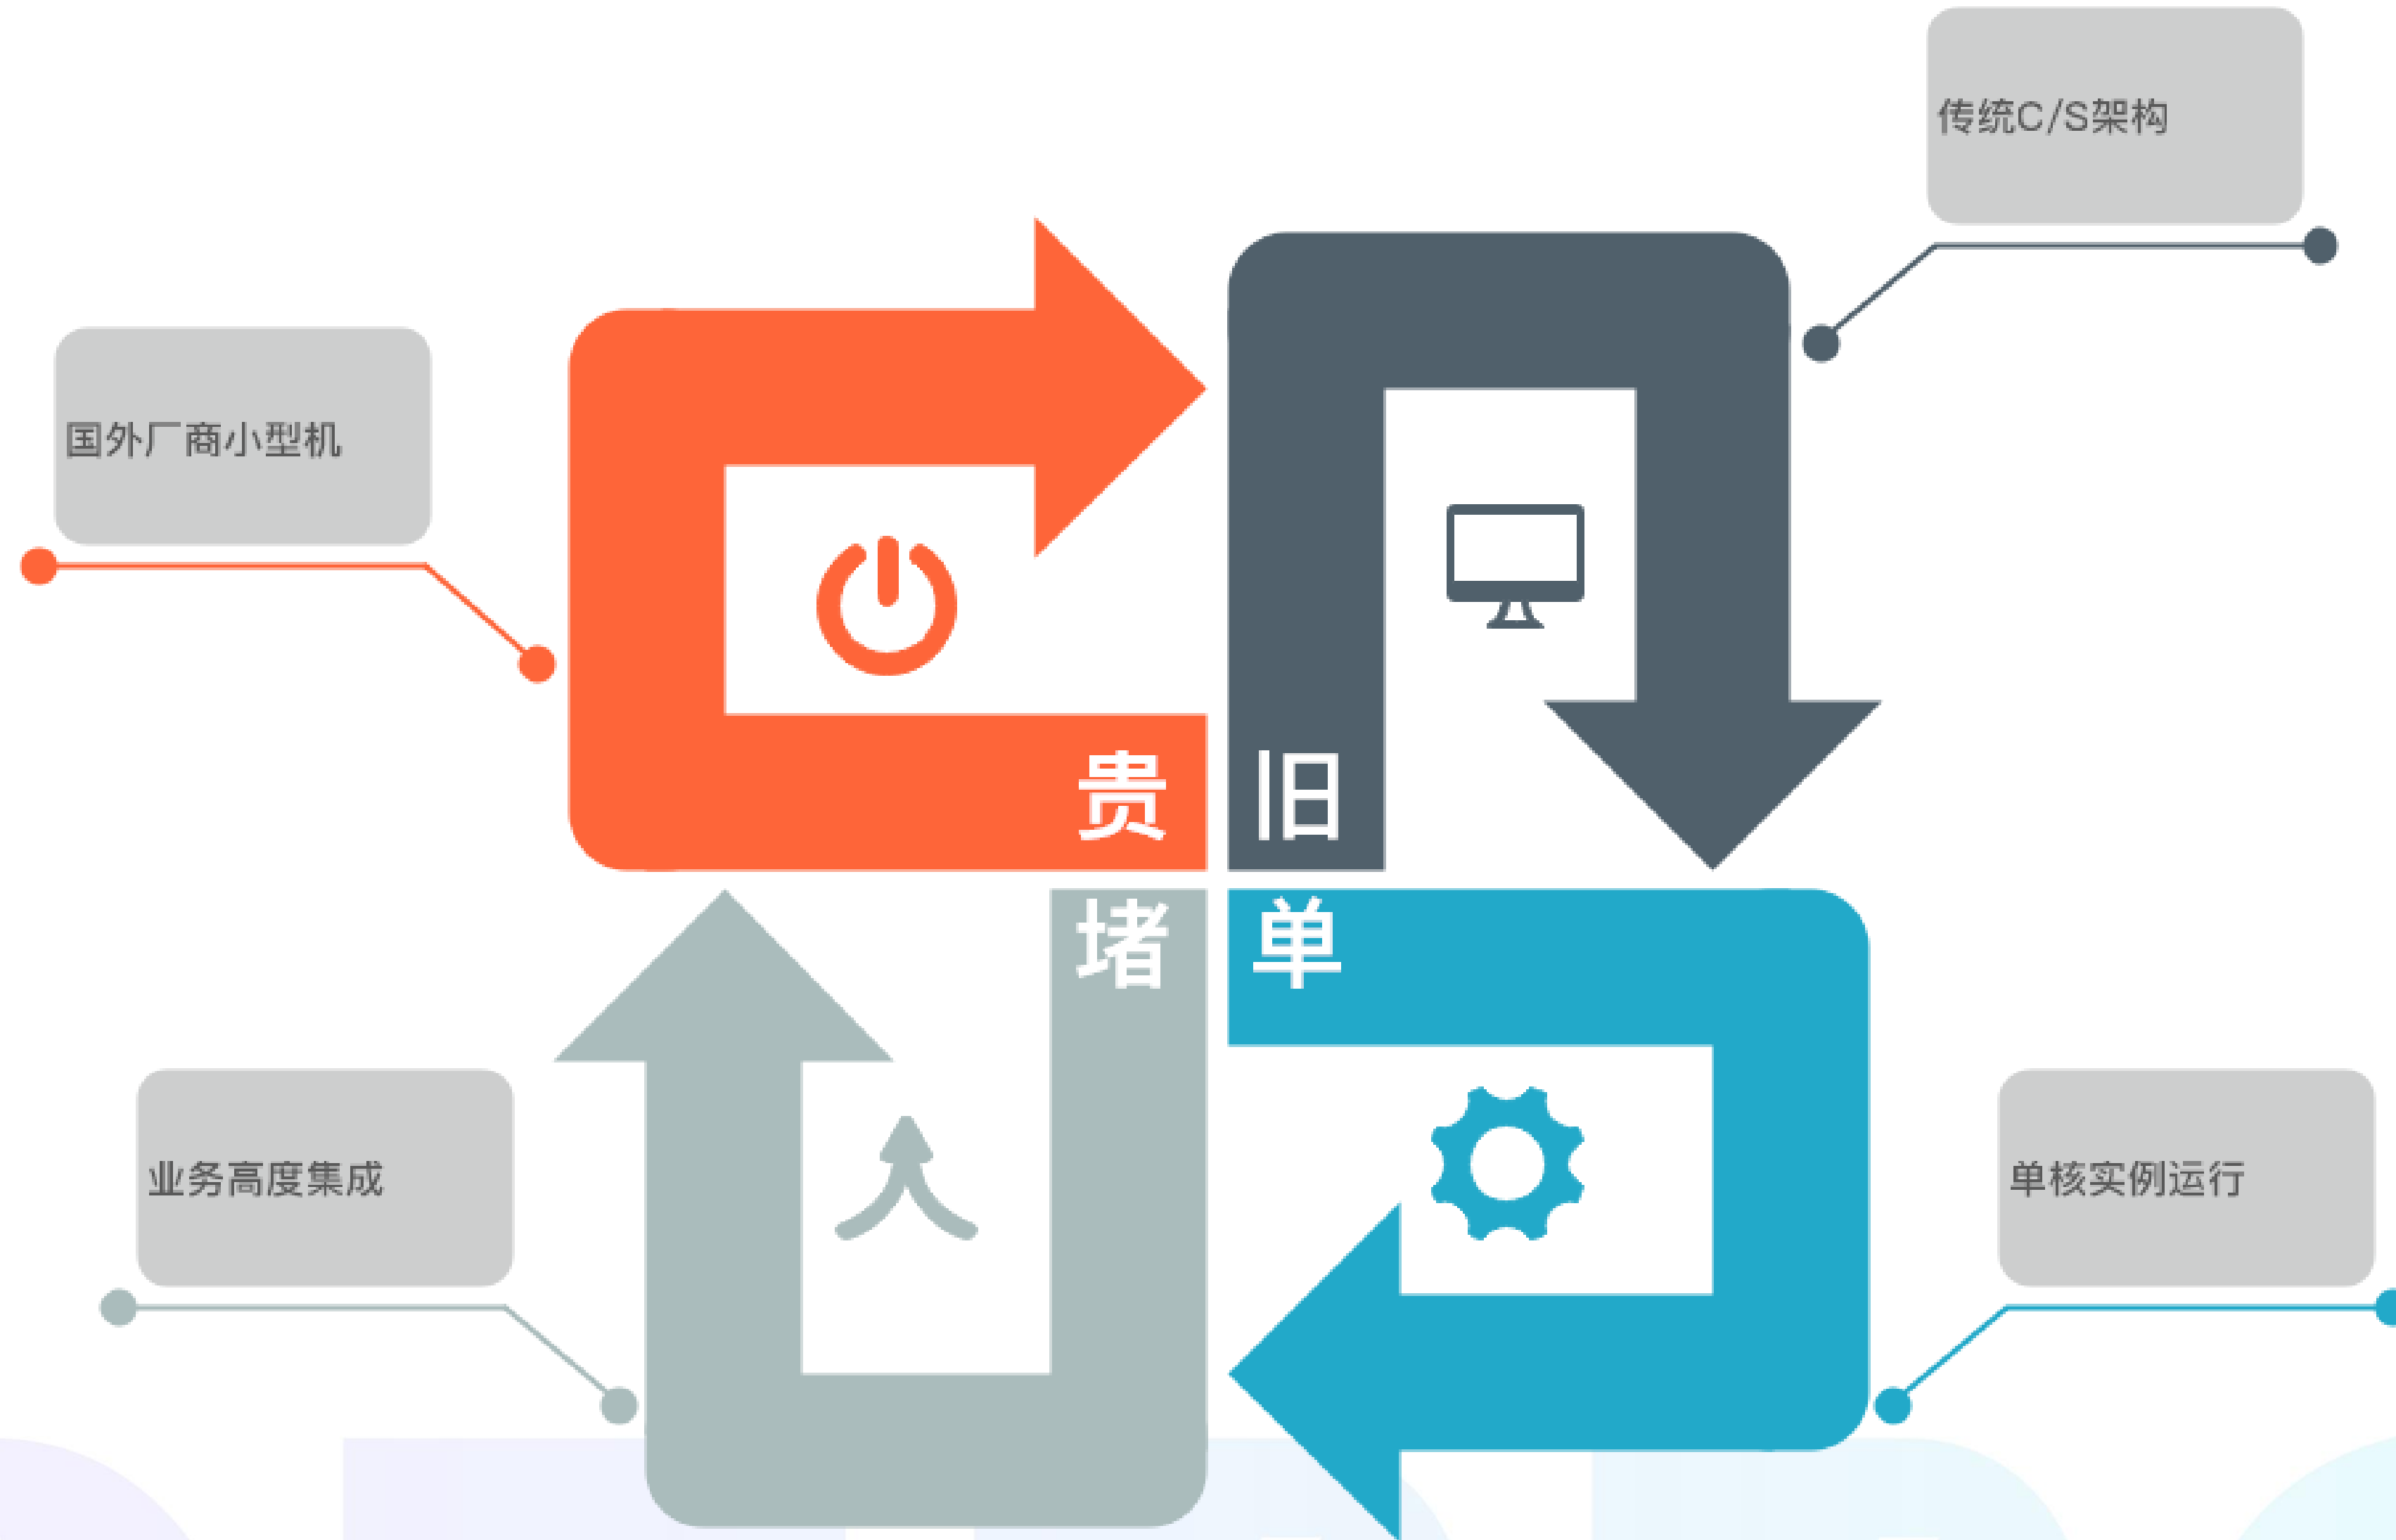 传统C/S架构
国外厂商小型机
贵
旧
堵
单
业务高度集成
单核实例运行